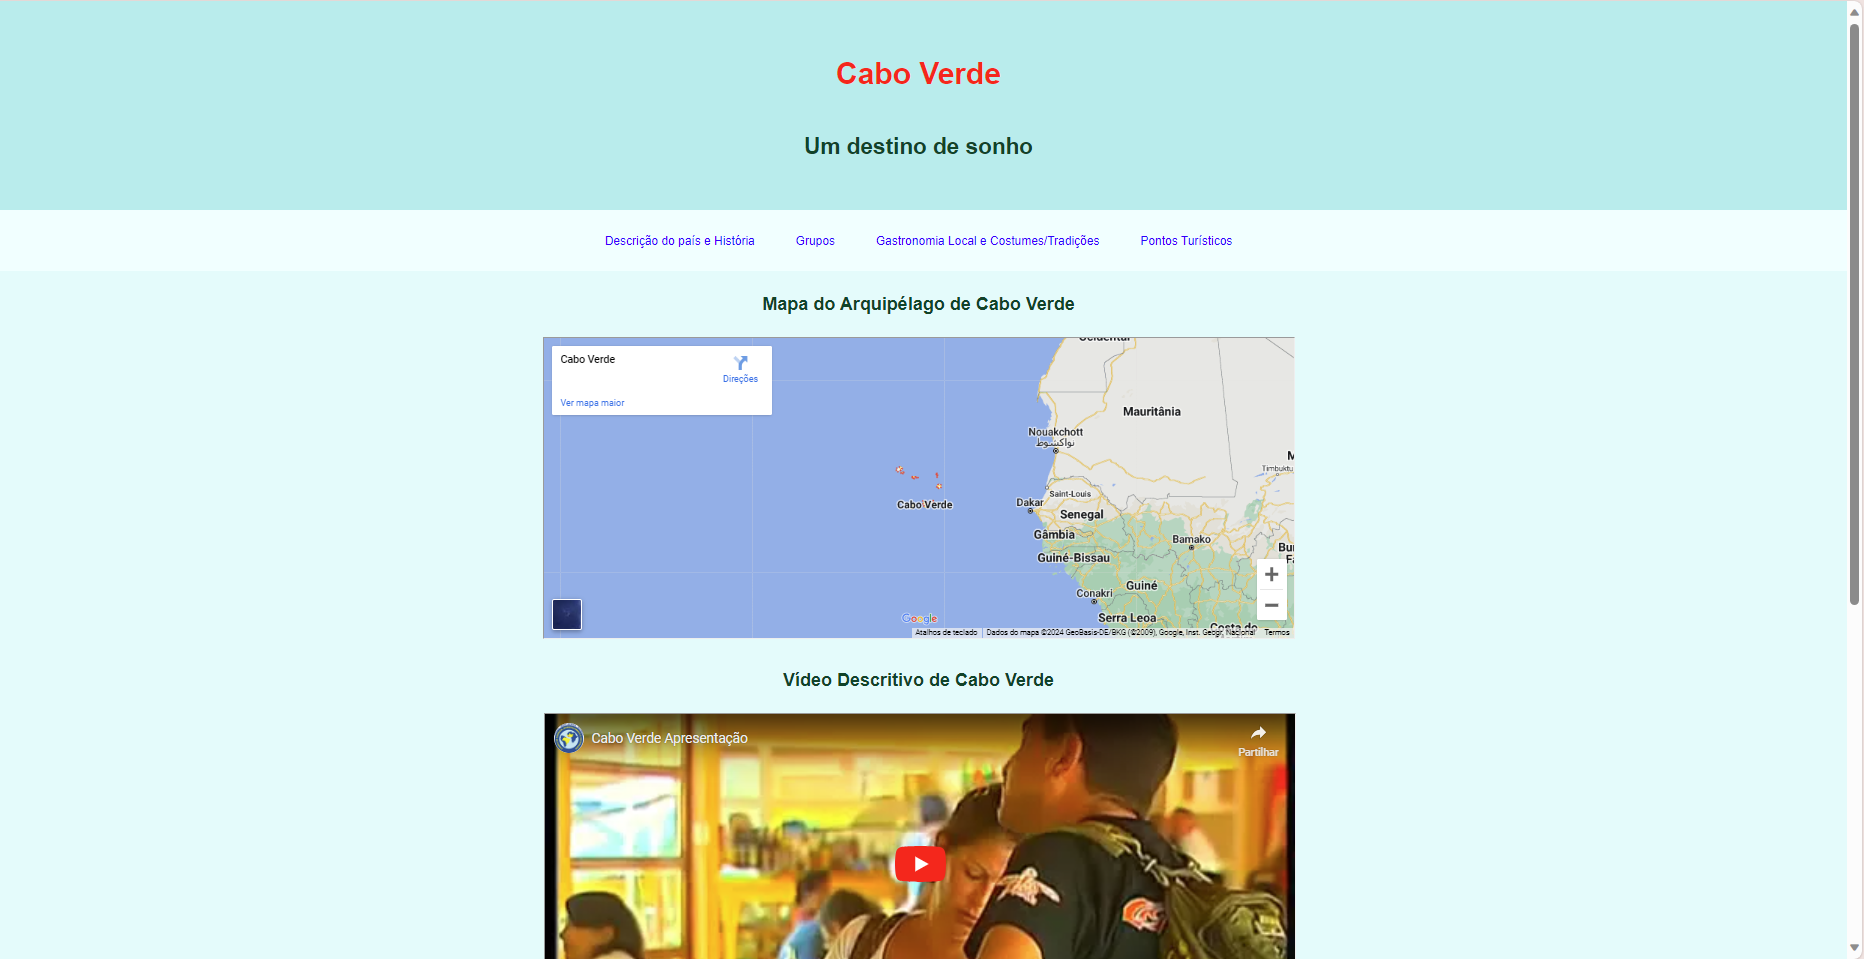 Cabo Verde
Um destino de sonho
Descrição do país e História Grupos Gastronomia Local e Costumes/Tradições Pontos Turísticos
Mapa do Arquipélago de Cabo Verde
Cabo Verde
Direções
Ver mapa maior
Ocidental
Mauritânia
Nouakchott
نواكشوط
Timbuktu
Saint-Louis
Dakar
Cabo Verde
Senegal
Gâmbia
Bamako
Guiné-Bissau
Guiné
Conakri
Serra Leoa
Costa do
Google
Atalhos de teclado Dados do mapa ©2024 GeoBasis-DE/BKG (©2009), Google, Inst. Geogr. Nacional Termos
Vídeo Descritivo de Cabo Verde
Cabo Verde Apresentação
Partilhar